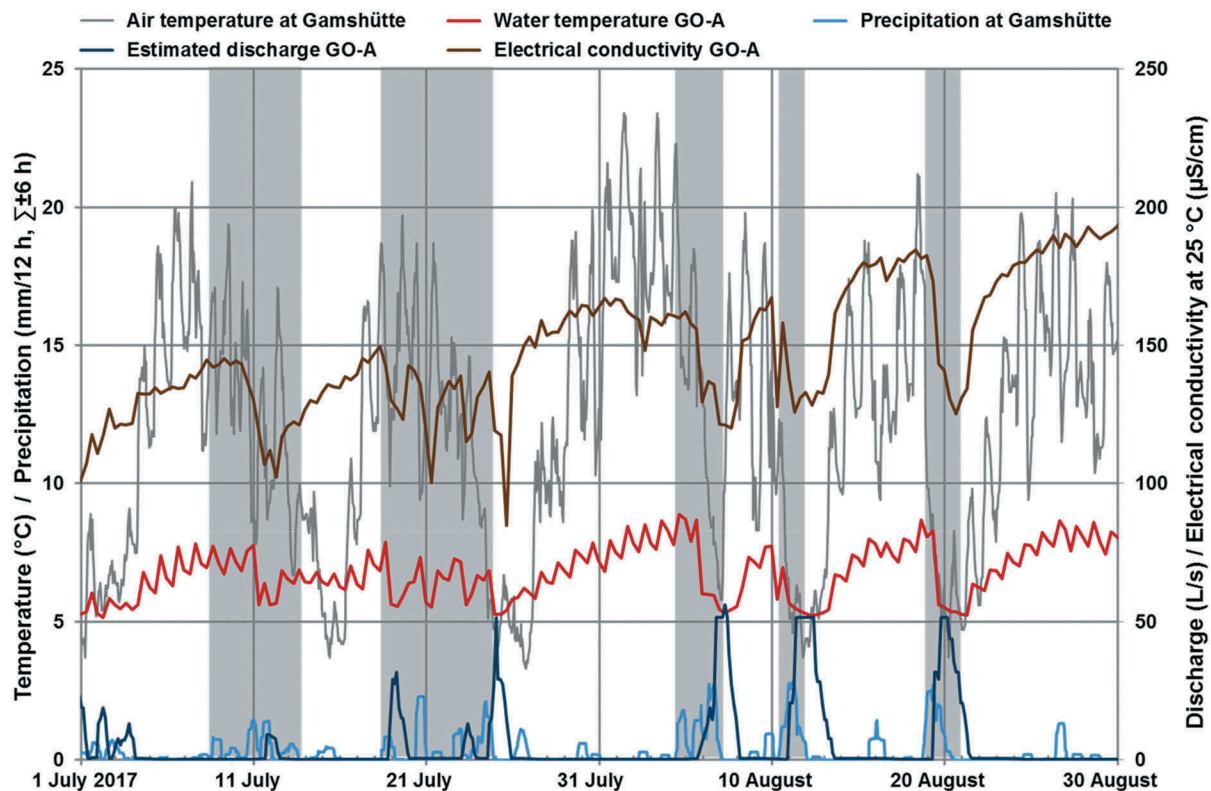 Air temperature at Gamshütte Water temperature GO-A Precipitation at Gamshütte
Estimated discharge GO-A Electrical conductivity GO-A
Temperature (°C) / Precipitation (mm/12 h, ∑±6 h)
25
20
15
10
5
0
250
200
150
100
50
0
Discharge (L/s) / Electrical conductivity at 25 °C (µS/cm)
1 July 2017 11 July 21 July 31 July 10 August 20 August 30 August